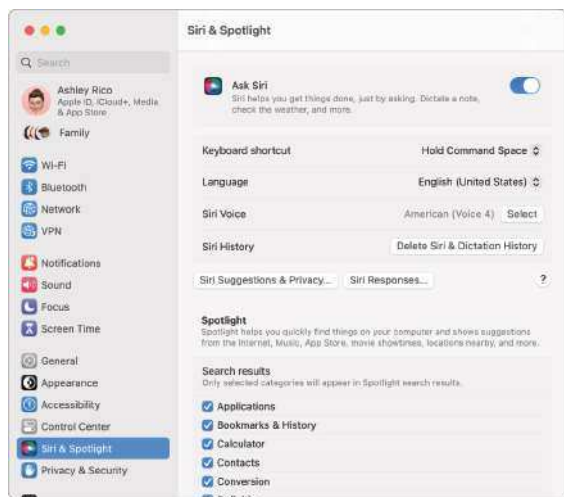 Siri & Spotlight
Search
Ashley Rico
Apple ID, iCloud+, Media
& App Store
Family
Wi-Fi
Bluetooth
Network
VPN
Notifications
Sound
Focus
Screen Time
General
Appearance
Accessibility
Control Center
Siri & Spotlight
Privacy & Security
Ask Siri
Siri helps you get things done, just by asking. Dictate a note,
check the weather, and more.
Keyboard shortcut Hold Command Space
Language English (United States)
Siri Voice American (Voice 4) Select
Siri History Delete Siri & Dictation History
Siri Suggestions & Privacy... Siri Responses... ?
Spotlight
Spotlight helps you quickly find things on your computer and shows suggestions
from the Internet, Music, App Store, movie showtimes, locations nearby, and more.
Search results
Only selected categories will appear in Spotlight search results.
Applications
Bookmarks & History
Calculator
Contacts
Conversion